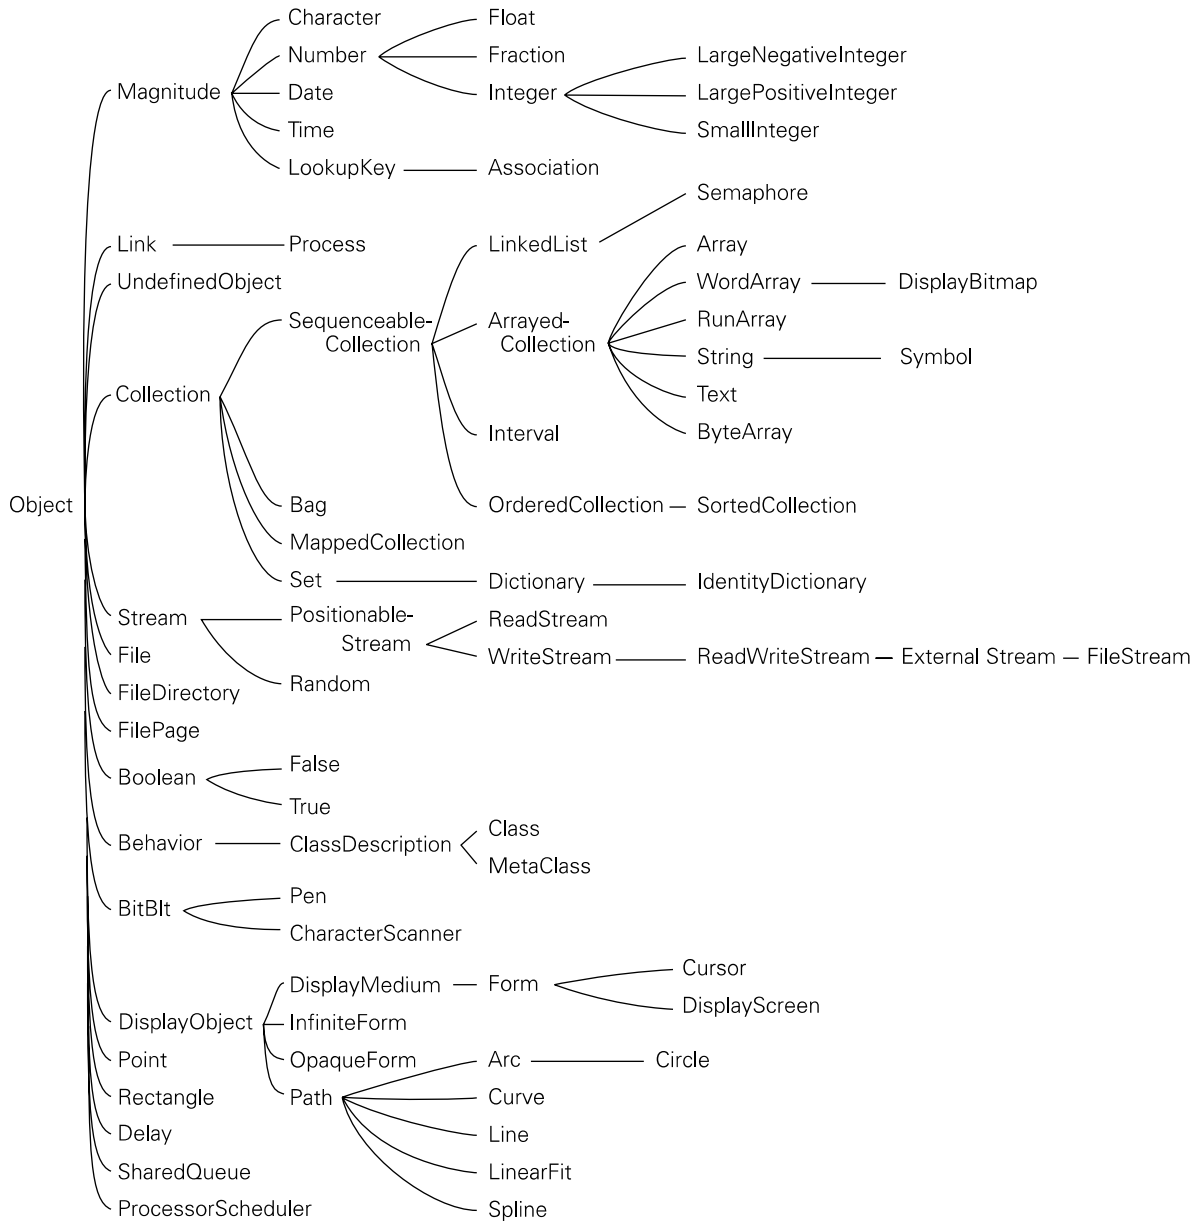 Character
Number
Float
Fraction
Integer
LargeNegativeInteger
LargePositiveInteger
SmallInteger
Magnitude
Date
Time
LookupKey
Association
Semaphore
Link
Process
LinkedList
Array
UndefinedObject
WordArray
DisplayBitmap
Sequenceable-
Collection
Arrayed-
Collection
RunArray
String
Symbol
Text
ByteArray
Collection
Interval
Object
Bag
OrderedCollection
SortedCollection
MappedCollection
Set
Dictionary
IdentityDictionary
Stream
Positionable-
Stream
ReadStream
WriteStream
ReadWriteStream
External Stream
FileStream
File
Random
FileDirectory
FilePage
Boolean
False
True
Behavior
ClassDescription
Class
MetaClass
BitBlt
Pen
CharacterScanner
DisplayObject
DisplayMedium
Form
Cursor
DisplayScreen
InfiniteForm
OpaqueForm
Path
Arc
Circle
Curve
Line
LinearFit
Spline
Point
Rectangle
Delay
SharedQueue
ProcessorScheduler